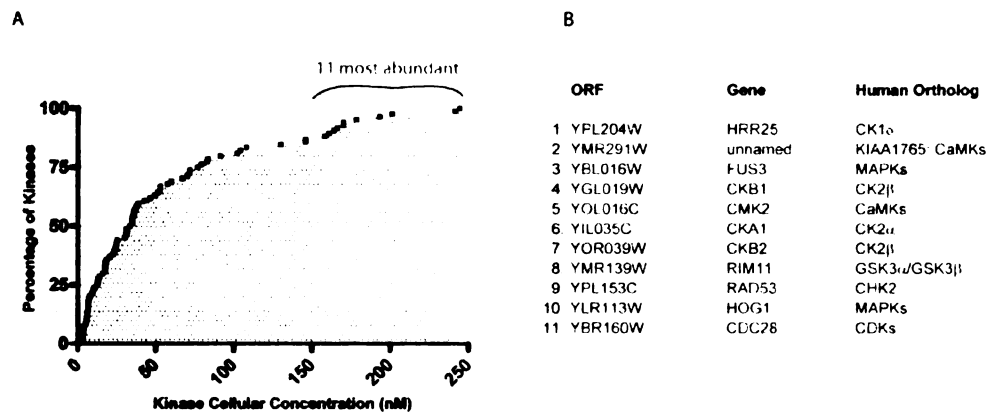 A
B
11 most abundant
Percentage of Kinases
100
75
50
25
0
0 50 100 150 200 250
Kinase Cellular Concentration (nM)
ORF Gene Human Ortholog
1 YPL204W HRR25 CK1δ
2 YMR291W unnamed KIAA1765 CaMKs
3 YBL016W FUS3 MAPKs
4 YGL019W CKB1 CK2β
5 YOL016C CMK2 CaMKs
6 YIL035C CKA1 CK2α
7 YOR039W CKB2 CK2β
8 YMR139W RIM11 GSK3α/GSK3β
9 YPL153C RAD53 CHK2
10 YLR113W HOG1 MAPKs
11 YBR160W CDC28 CDKs